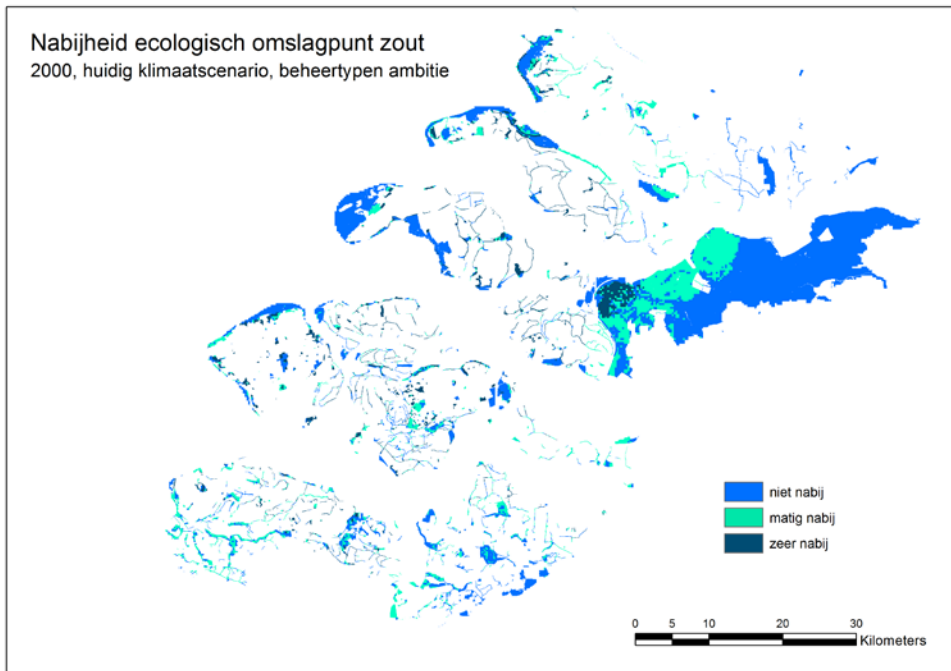 Nabijheid ecologisch omslagpunt zout
2000, huidig klimaatscenario, beheertypen ambitie
niet nabij
matig nabij
zeer nabij
0 5 10 20 30
Kilometers